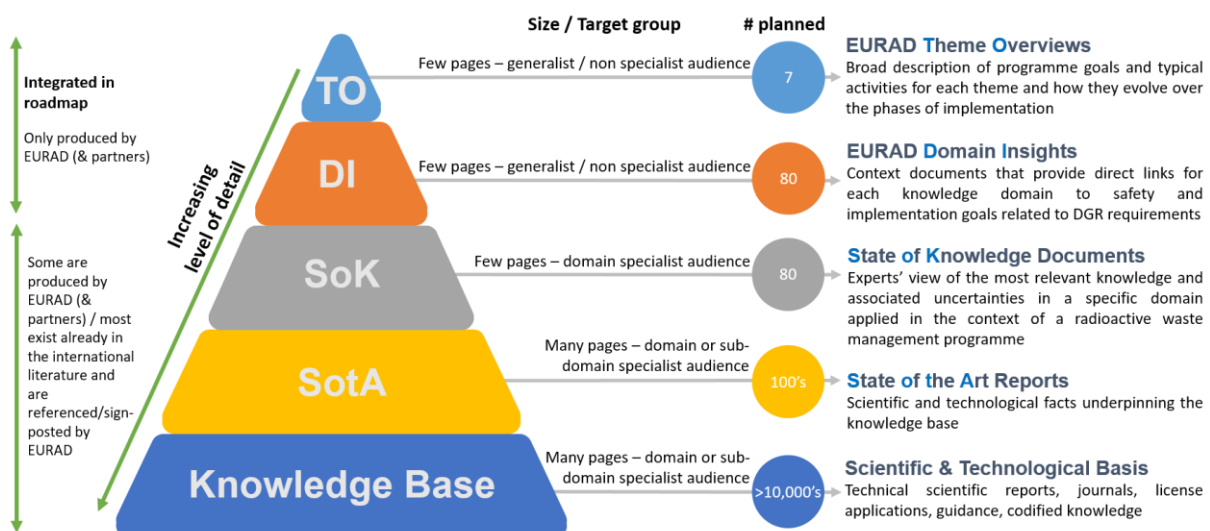 Size / Target group
# planned
Integrated in
roadmap
Only produced by
EURAD (& partners)
Some are
produced by
EURAD (&
partners) / most
exist already in
the international
literature and
are
referenced/sign-
posted by
EURAD
Increasing
level of detail
TO
Few pages – generalist / non specialist audience
7
EURAD Theme Overviews
Broad description of programme goals and typical
activities for each theme and how they evolve over
the phases of implementation
DI
Few pages – generalist / non specialist audience
80
EURAD Domain Insights
Context documents that provide direct links for
each knowledge domain to safety and
implementation goals related to DGR requirements
SoK
Few pages – domain specialist audience
80
State of Knowledge Documents
Experts’ view of the most relevant knowledge and
associated uncertainties in a specific domain
applied in the context of a radioactive waste
management programme
SotA
Many pages – domain or sub-
domain specialist audience
100's
State of the Art Reports
Scientific and technological facts underpinning the
knowledge base
Knowledge Base
Many pages – domain or sub-
domain specialist audience
>10,000's
Scientific & Technological Basis
Technical scientific reports, journals, license
applications, guidance, codified knowledge